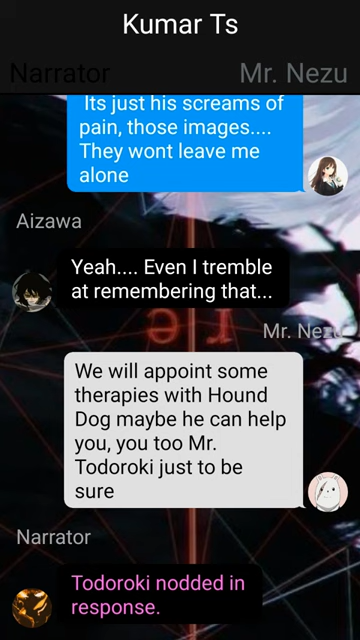 Kumar Ts
Narrator
Mr. Nezu
Its just his screams of
pain, those images....
They wont leave me
alone
Aizawa
Yeah.... Even I tremble
at remembering that...
Mr. Nezu
We will appoint some
therapies with Hound
Dog maybe he can help
you, you too Mr.
Todoroki just to be
sure
Narrator
Todoroki nodded in
response.